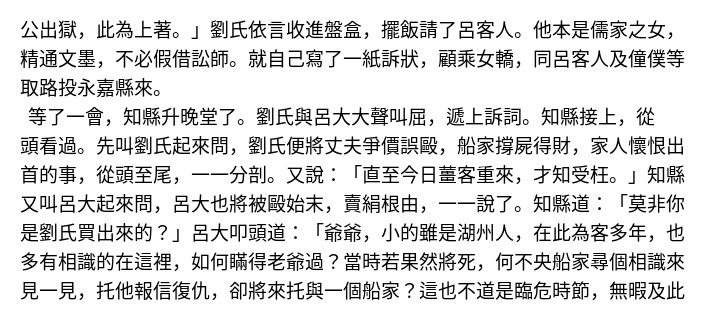 公出獄，此為上著。」劉氏依言收進盤盒，擺飯請了呂客人。他本是儒家之女，
精通文墨，不必假借訟師。就自己寫了一紙訴狀，顧乘女轎，同呂客人及僮僕等
取路投永嘉縣來。
等了一會，知縣升晚堂了。劉氏與呂大大聲叫屈，遞上訴詞。知縣接上，從
頭看過。先叫劉氏起來問，劉氏便將丈夫爭價誤毆，船家撐屍得財，家人懷恨出
首的事，從頭至尾，一一分剖。又說：「直至今日薑客重來，才知受枉。」知縣
又叫呂大起來問，呂大也將被毆始末，賣絹根由，一一說了。知縣道：「莫非你
是劉氏買出來的？」呂大叩頭道：「爺爺，小的雖是湖州人，在此為客多年，也
多有相識的在這裡，如何瞞得老爺過？當時若果然將死，何不央船家尋個相識來
見一見，托他報信復仇，卻將來托與一個船家？這也不道是臨危時節，無暇及此